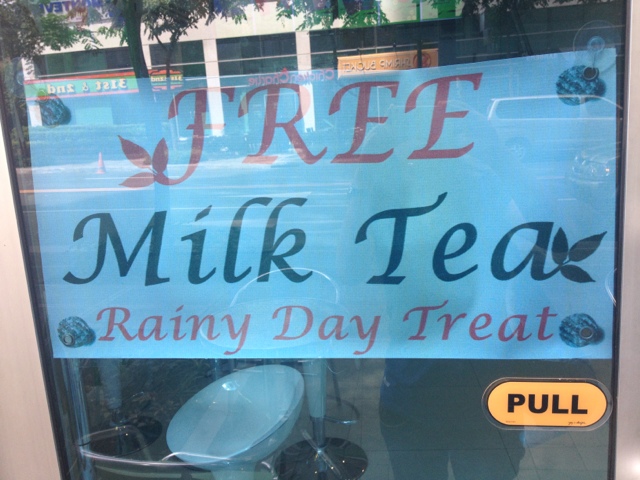 FREE
Milk Tea
Rainy Day Treat
PULL